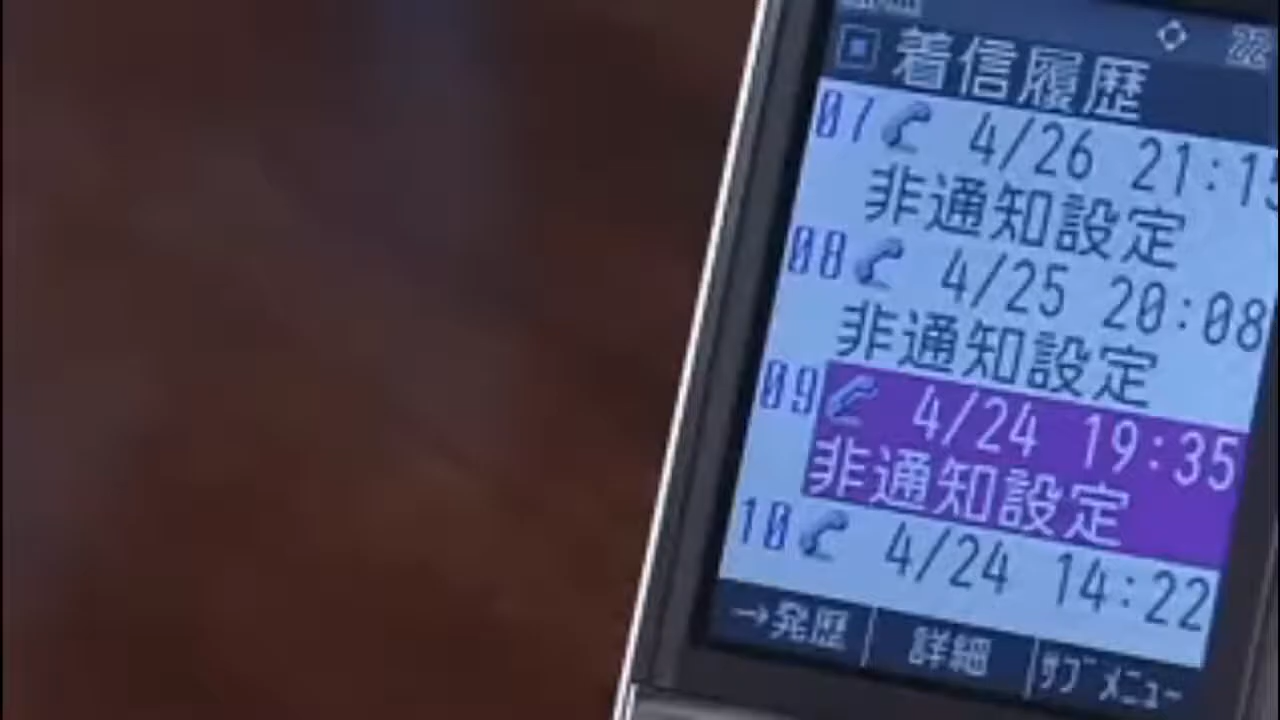 22
着信履歴
07 4/26 21:15
非通知設定
08 4/25 20:08
非通知設定
09 4/24 19:35
非通知設定
10 4/24 14:22
→発歴 詳細 ｻﾌﾞﾒﾆｭｰ